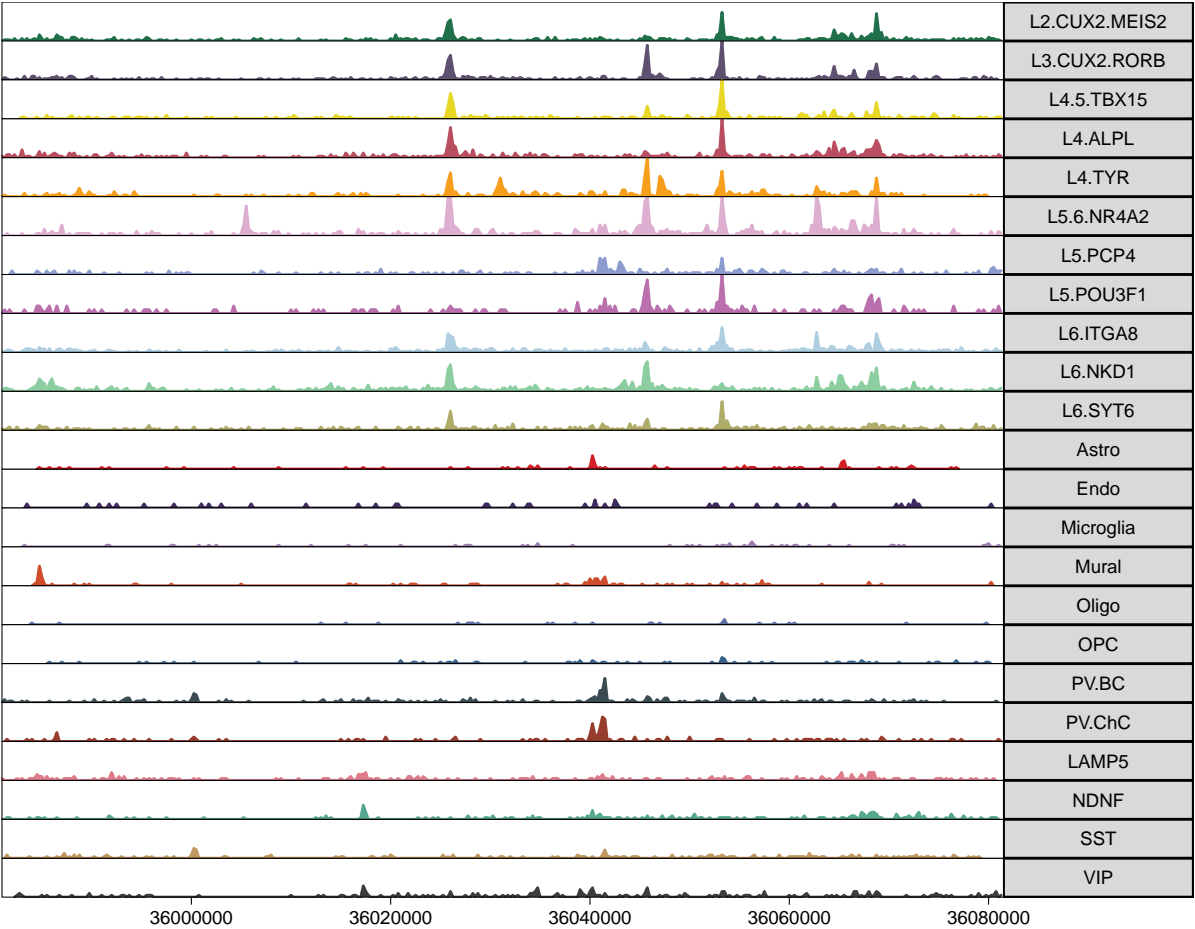 L2.CUX2.MEIS2
L3.CUX2.RORB
L4.5.TBX15
L4.ALPL
L4.TYR
L5.6.NR4A2
L5.PCP4
L5.POU3F1
L6.ITGA8
L6.NKD1
L6.SYT6
Astro
Endo
Microglia
Mural
Oligo
OPC
PV.BC
PV.ChC
LAMP5
NDNF
SST
VIP
36000000 36020000 36040000 36060000 36080000